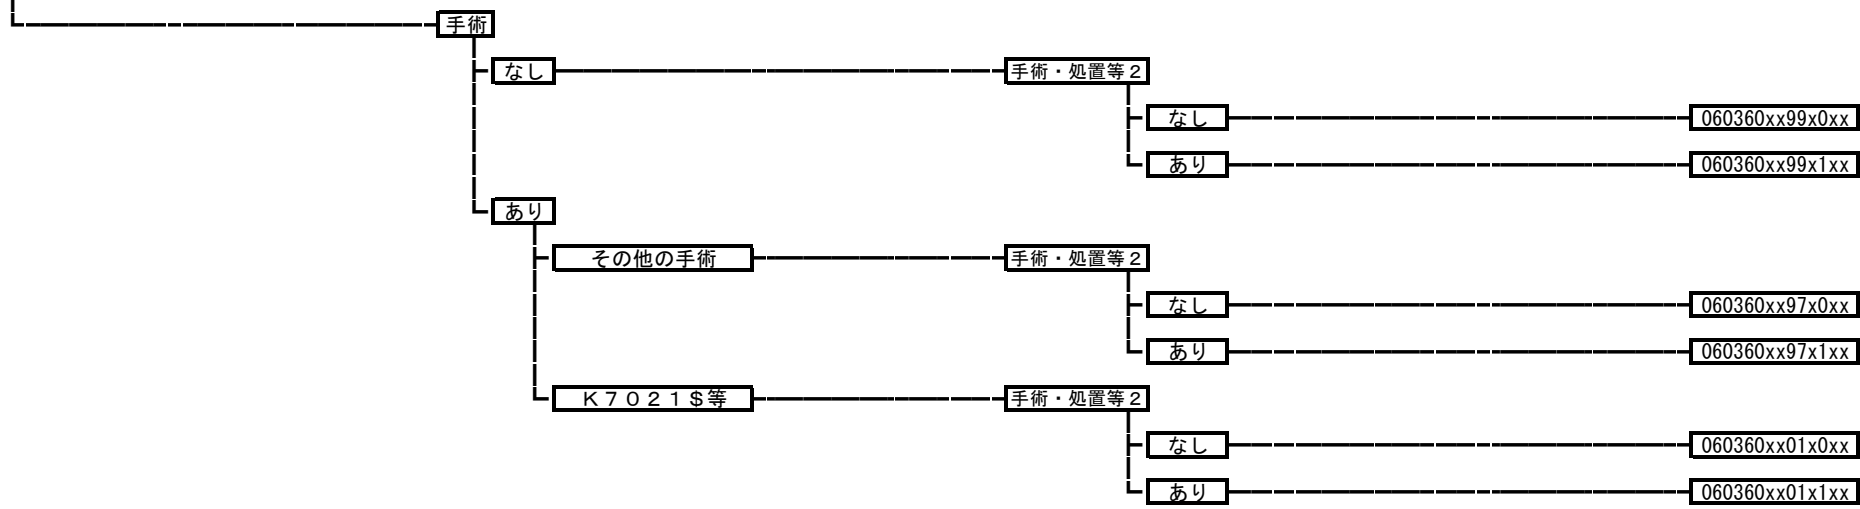 手術
なし 手術・処置等2
なし 060360xx99x0xx
あり 060360xx99x1xx
あり
その他の手術 手術・処置等2
なし 060360xx97x0xx
あり 060360xx97x1xx
K7021$等 手術・処置等2
なし 060360xx01x0xx
あり 060360xx01x1xx